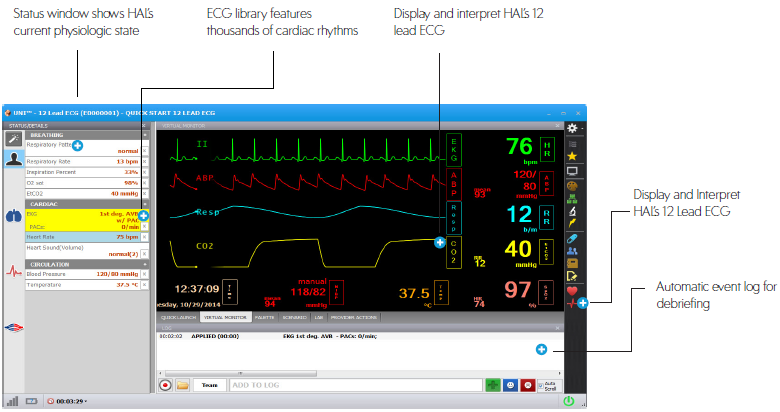 Status window shows HAL's
current physiologic state
ECG library features
thousands of cardiac rhythms
Display and interpret HAL's 12
lead ECG
UNI™ - 12 Lead ECG (E0000001) - QUICK START 12 LEAD ECG
STATUS/DETAILS
BREATHING
Respiratory Patte
normal
Respiratory Rate 13 bpm
Inspiration Percent 33%
O2 sat 98%
EtCO2 40 mmHg
CARDIAC
EKG 1st deg. AVB
w/ PAC
PACs: 0/min
Heart Rate 75 bpm
Heart Sound(Volume)
normal(2)
CIRCULATION
Blood Pressure 120/80 mmHg
Temperature 37.5 °C
VIRTUAL MONITOR
II EKG 76 bpm HR
ABP ABP 93 120/80 mmHg ABP
Resp Resp 12 b/m RR
CO2 CO2 RR 12 40 mmHg
12:37:09 Time
esday, 10/29/2014
manual
118/82
94
37.5
°C
74
97
%
QUICK LAUNCH VIRTUAL MONITOR PALETTE SCENARIO LAB PROVIDER ACTIONS
LOG
00:02:02 APPLIED (00:00) EKG 1st deg. AVB - PACs: 0/min;
Team ADD TO LOG Auto Scroll
00:03:29
Display and Interpret
HAL's 12 Lead ECG
Automatic event log for
debriefing